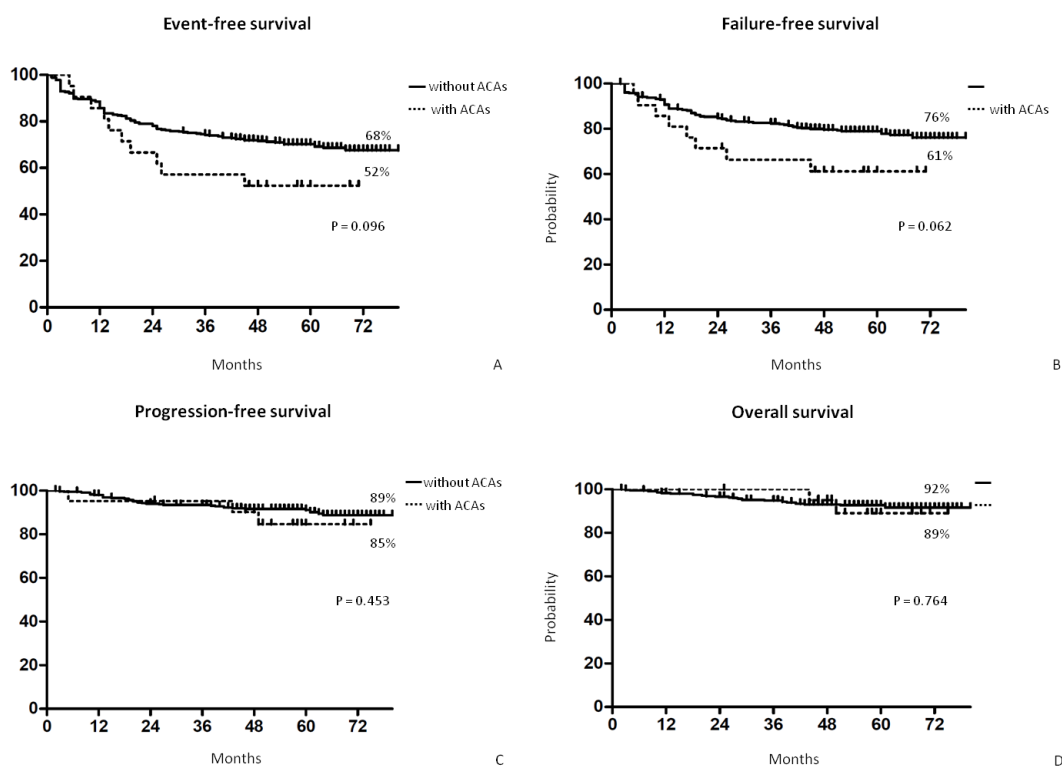 Event-free survival
100
80
60
40
20
0
0 12 24 36 48 60 72
without ACAs
with ACAs
68%
52%
P = 0.096
Months
A
Failure-free survival
Probability
100
80
60
40
20
0
0 12 24 36 48 60 72
with ACAs
76%
61%
P = 0.062
Months
B
Progression-free survival
100
80
60
40
20
0
0 12 24 36 48 60 72
without ACAs
with ACAs
89%
85%
P = 0.453
Months
C
Overall survival
Probability
100
80
60
40
20
0
0 12 24 36 48 60 72
92%
89%
P = 0.764
Months
D